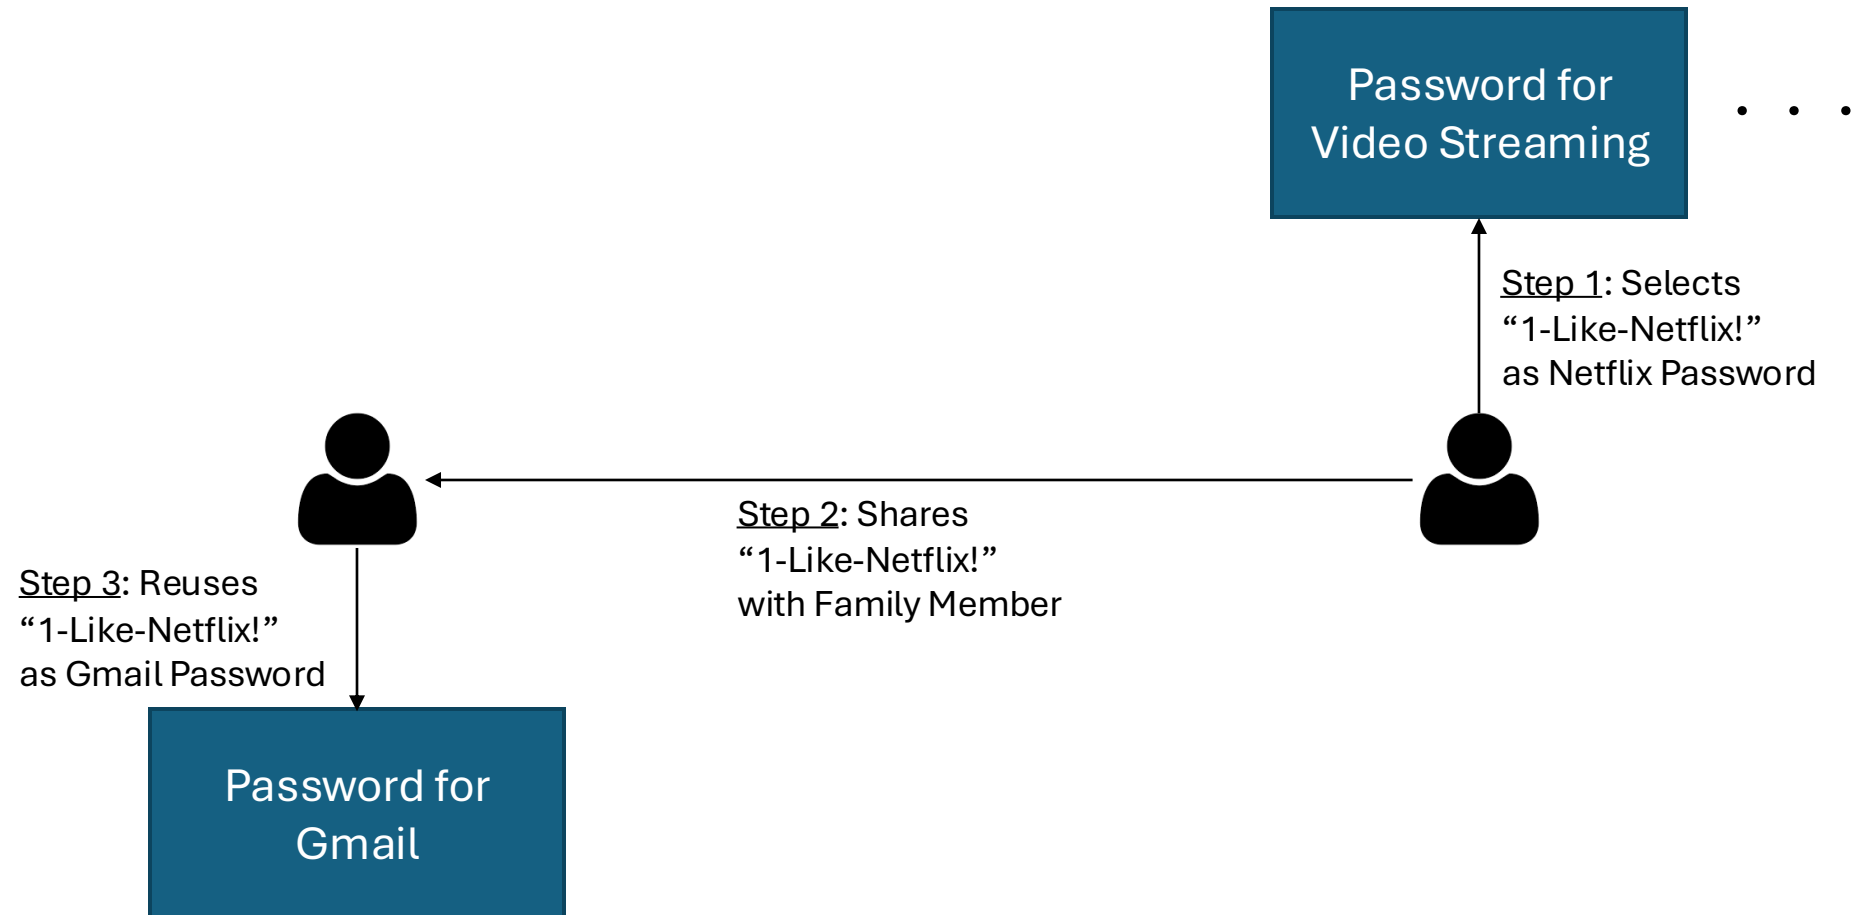 Password for
Video Streaming
. . .
Step 1: Selects
“1-Like-Netflix!”
as Netflix Password
Step 2: Shares
“1-Like-Netflix!”
with Family Member
Step 3: Reuses
“1-Like-Netflix!”
as Gmail Password
Password for
Gmail